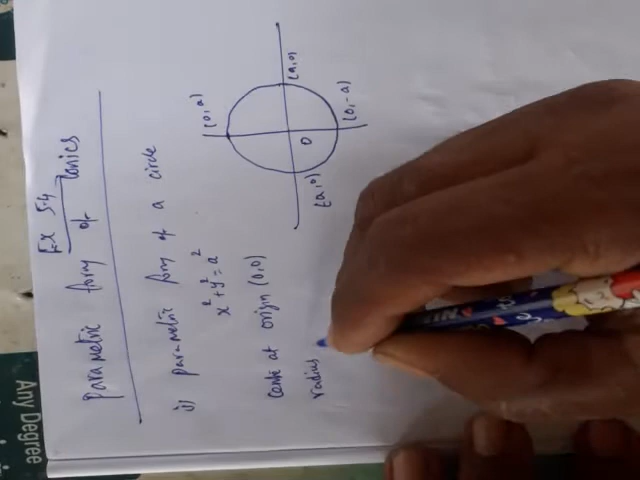 Ex 5.4
parametric form of conics
i) parametric form of a circle
x² + y² = a²
centre at origin (0,0)
radius
(0, a)
(a, 0)
0
(0, -a)
(-a, 0)
Any Degree